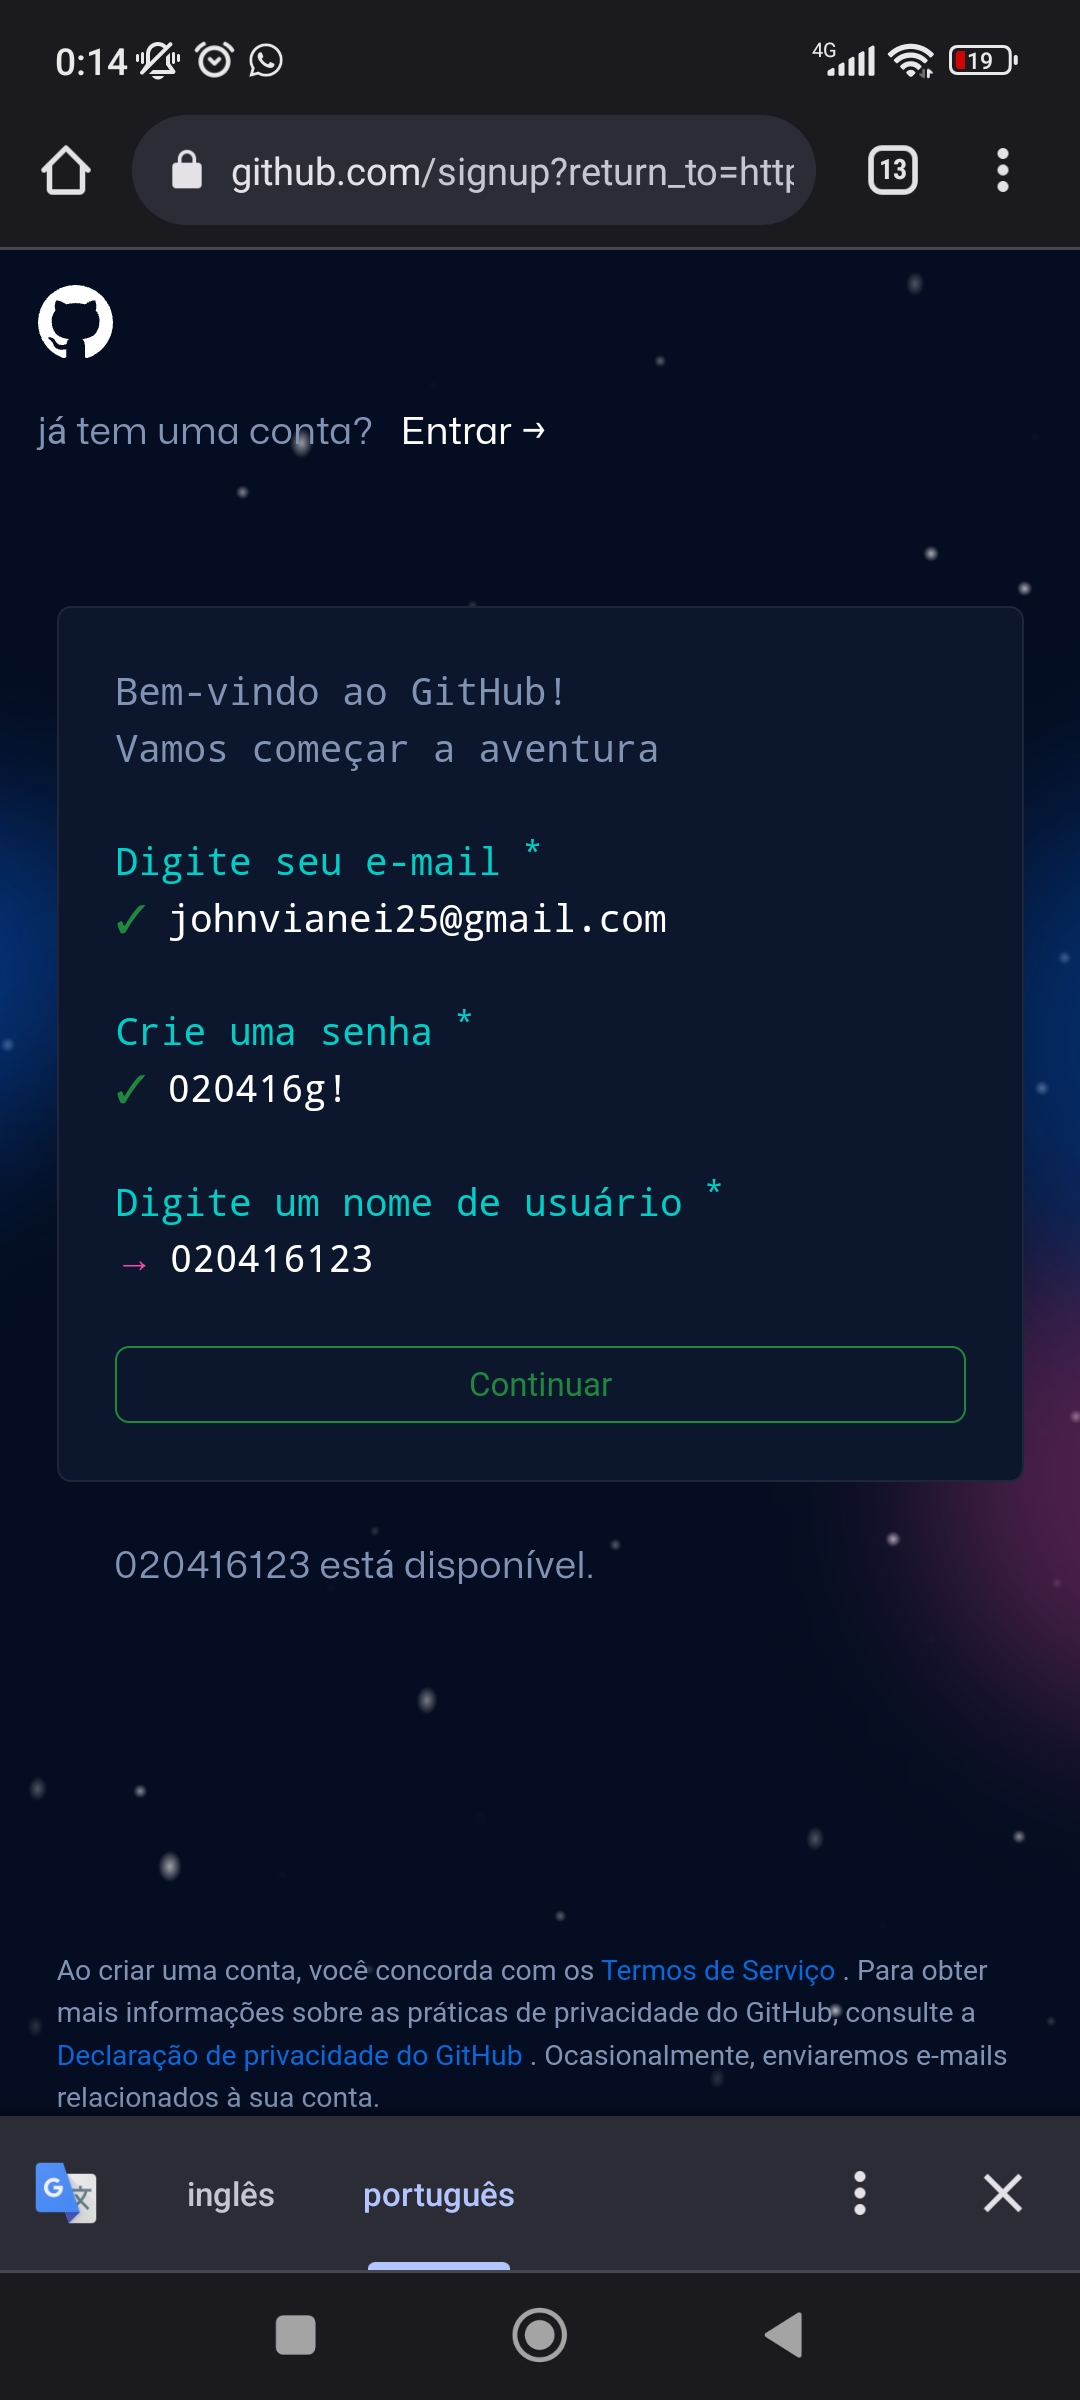 0:14
4G
19
github.com/signup?return_to=http
13
já tem uma conta? Entrar →
Bem-vindo ao GitHub!
Vamos começar a aventura
Digite seu e-mail *
✓ johnvianei25@gmail.com
Crie uma senha *
✓ 020416g!
Digite um nome de usuário *
→ 020416123
Continuar
020416123 está disponível.
Ao criar uma conta, você concorda com os Termos de Serviço . Para obter
mais informações sobre as práticas de privacidade do GitHub, consulte a
Declaração de privacidade do GitHub . Ocasionalmente, enviaremos e-mails
relacionados à sua conta.
G 文
inglês
português